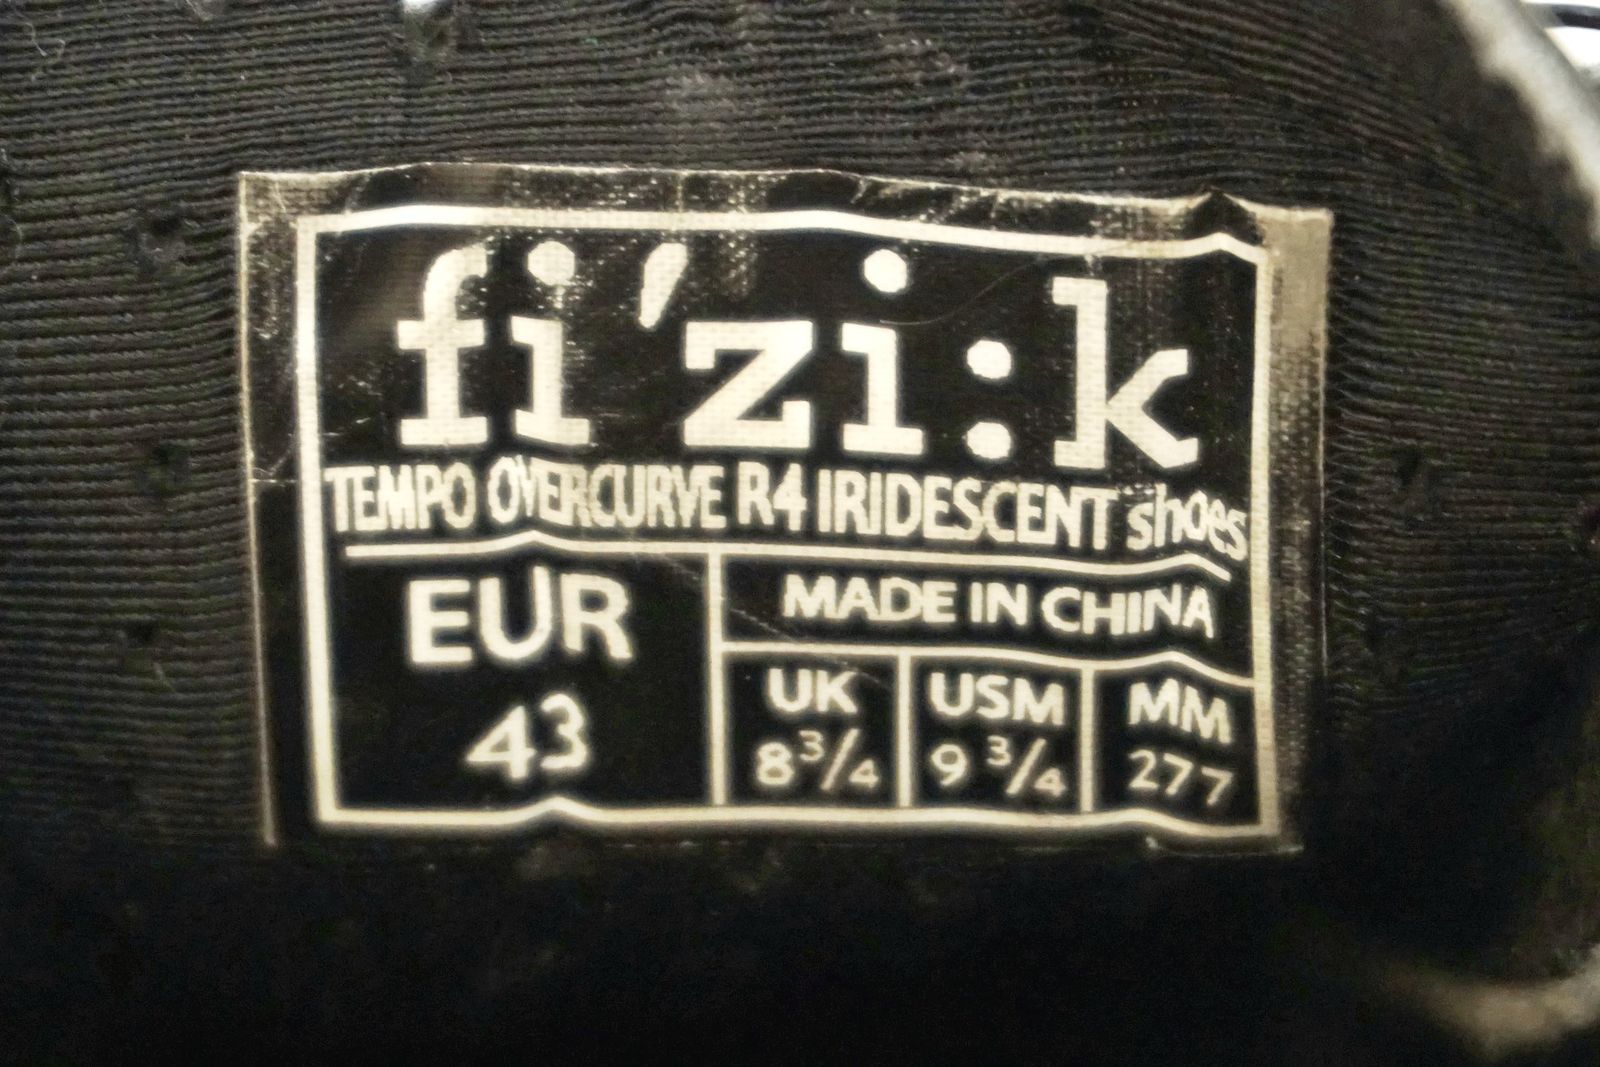 fi'zi:k
TEMPO OVERCURVE R4 IRIDESCENT shoes
EUR
43
MADE IN CHINA
UK USM MM
8 3/4 9 3/4 277